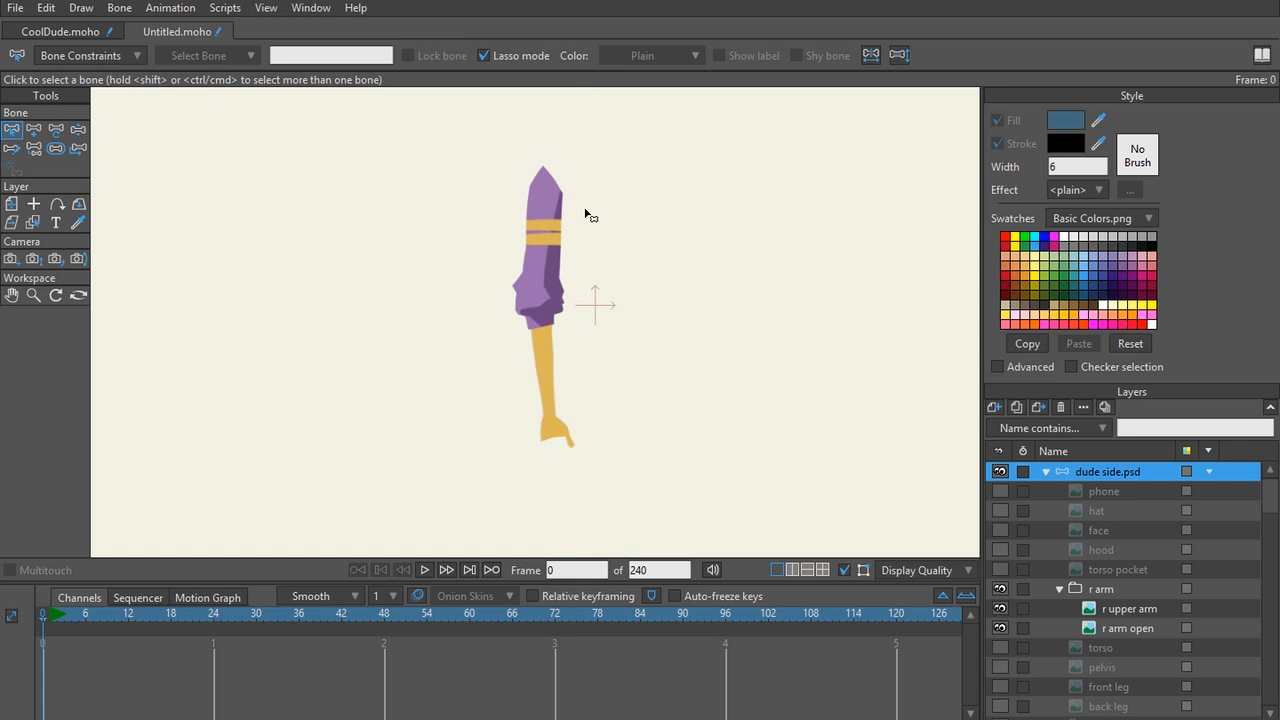 File Edit Draw Bone Animation Scripts View Window Help
CoolDude.moho Untitled.moho
Bone Constraints Select Bone Lock bone Lasso mode Color: Plain Show label Shy bone
Click to select a bone (hold <shift> or <ctrl/cmd> to select more than one bone) Frame: 0
Tools Style
Bone
Fill
Stroke No Brush
Width 6
Layer
Effect <plain> ...
Swatches Basic Colors.png
Camera
Workspace
Copy Paste Reset
Advanced Checker selection
Layers
Name contains...
Name
dude side.psd
phone
hat
face
hood
torso pocket
r arm
r upper arm
r arm open
torso
pelvis
front leg
back leg
Multitouch Frame 0 of 240 Display Quality
Channels Sequencer Motion Graph Smooth 1 Onion Skins Relative keyframing Auto-freeze keys
0 6 12 18 24 30 36 42 48 54 60 66 72 78 84 90 96 102 108 114 120 126
0 1 2 3 4 5